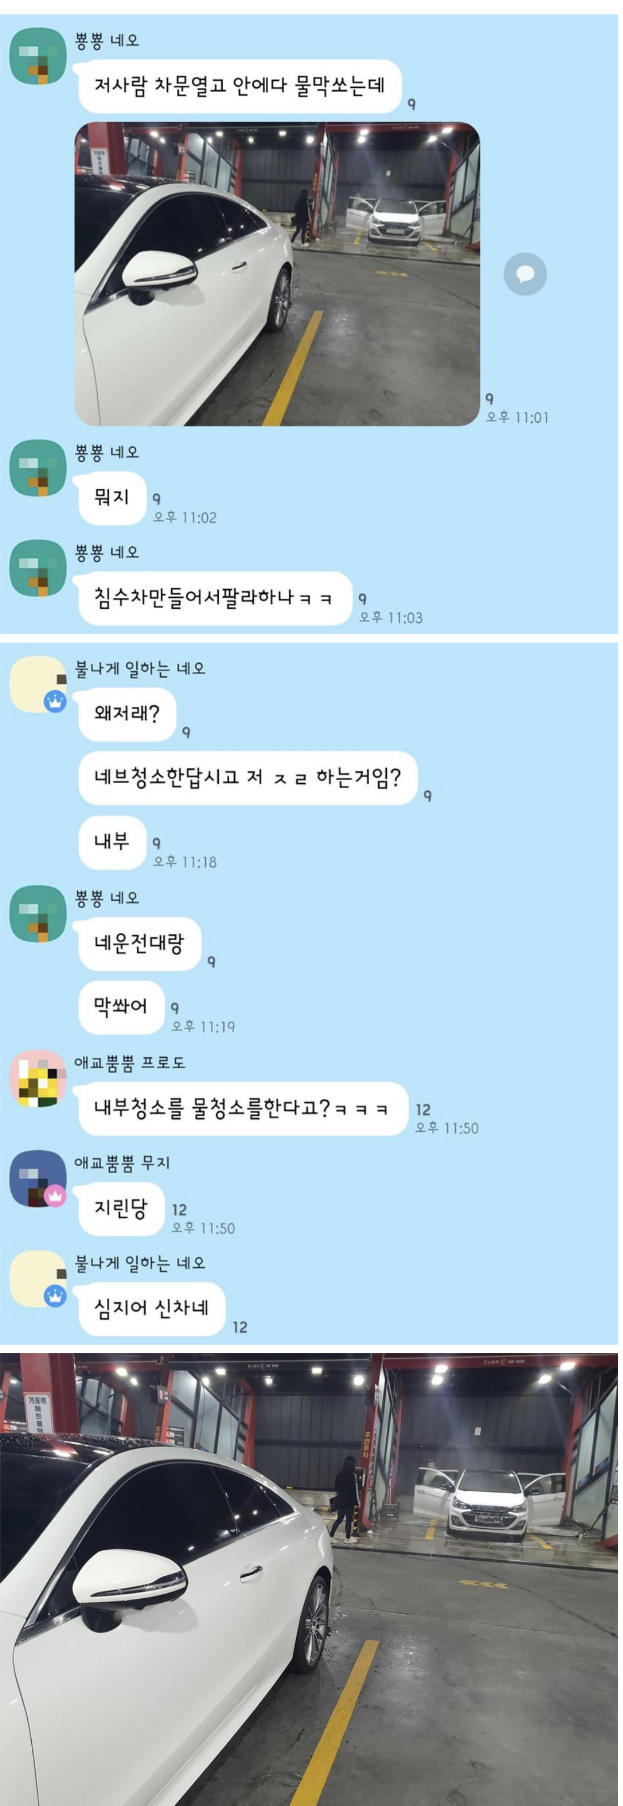 뿅뿅 네오
저사람 차문열고 안에다 물막쏘는데
9
9
오후 11:01
뿅뿅 네오
뭐지
9
오후 11:02
뿅뿅 네오
침수차만들어서팔라하나ㅋㅋ
9
오후 11:03
불나게 일하는 네오
왜저래?
9
네브청소한답시고 저 ㅈㄹ 하는거임?
9
내부
9
오후 11:18
뿅뿅 네오
네운전대랑
9
막쏴어
9
오후 11:19
애교뿜뿜 프로도
내부청소를 물청소를한다고?ㅋㅋㅋ
12
오후 11:50
애교뿜뿜 무지
지린당
12
오후 11:50
불나게 일하는 네오
심지어 신차네
12